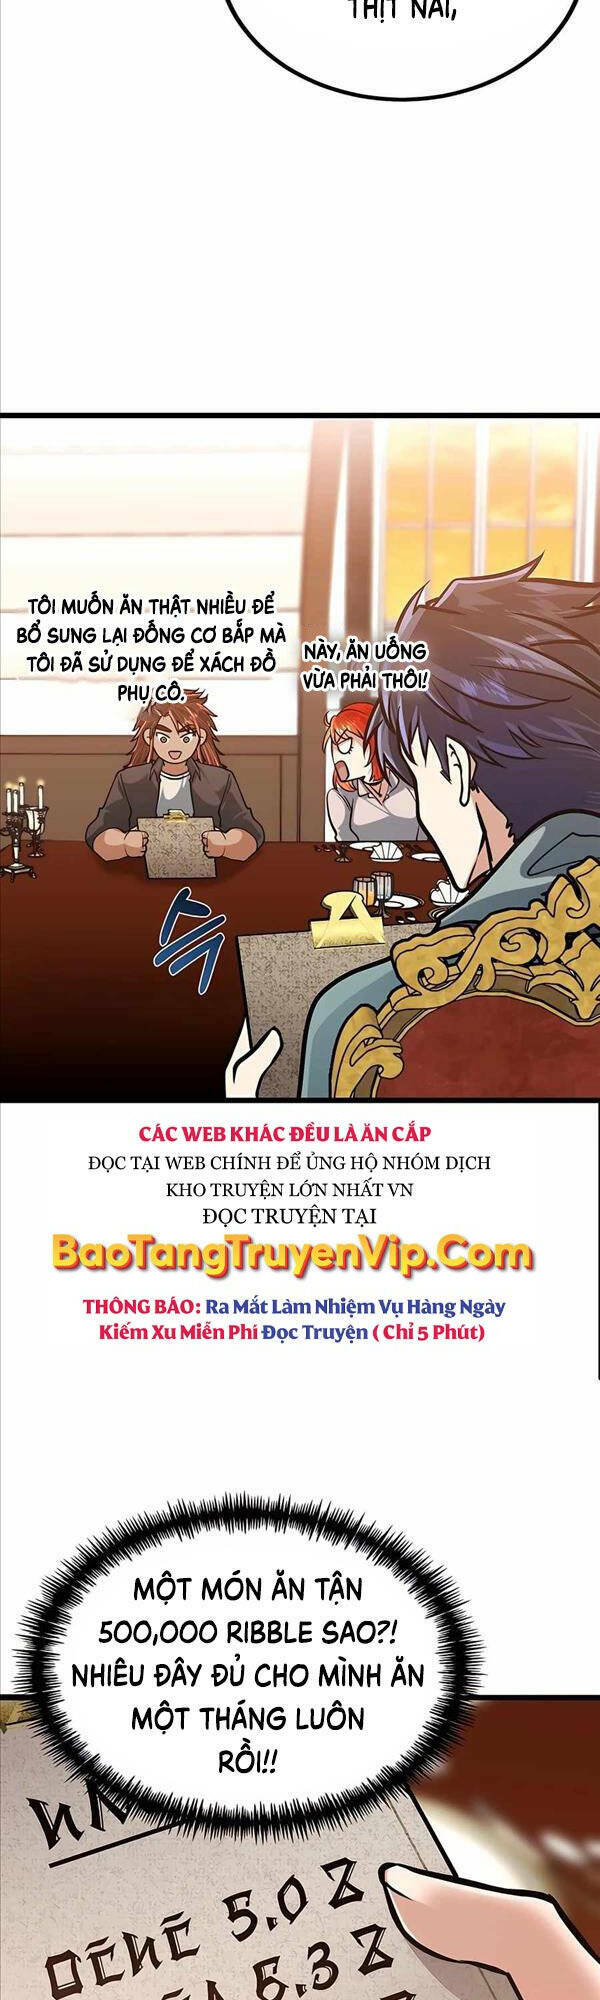 THỊT NAI,
TÔI MUỐN ĂN THẬT NHIỀU ĐỂ
BỔ SUNG LẠI ĐỐNG CƠ BẮP MÀ
TÔI ĐÃ SỬ DỤNG ĐỂ XÁCH ĐỒ
PHỤ CÔ.
NÀY, ĂN UỐNG
VỪA PHẢI THÔI!
CÁC WEB KHÁC ĐỀU LÀ ĂN CẮP
ĐỌC TẠI WEB CHÍNH ĐỂ ỦNG HỘ NHÓM DỊCH
KHO TRUYỆN LỚN NHẤT VN
ĐỌC TRUYỆN TẠI
BaoTangTruyenVip.Com
THÔNG BÁO: Ra Mắt Làm Nhiệm Vụ Hàng Ngày
Kiếm Xu Miễn Phí Đọc Truyện ( Chỉ 5 Phút)
MỘT MÓN ĂN TẬN
500,000 RIBBLE SAO?!
NHIÊU ĐÂY ĐỦ CHO MÌNH ĂN
MỘT THÁNG LUÔN
RỒI!!
5.0
5.3